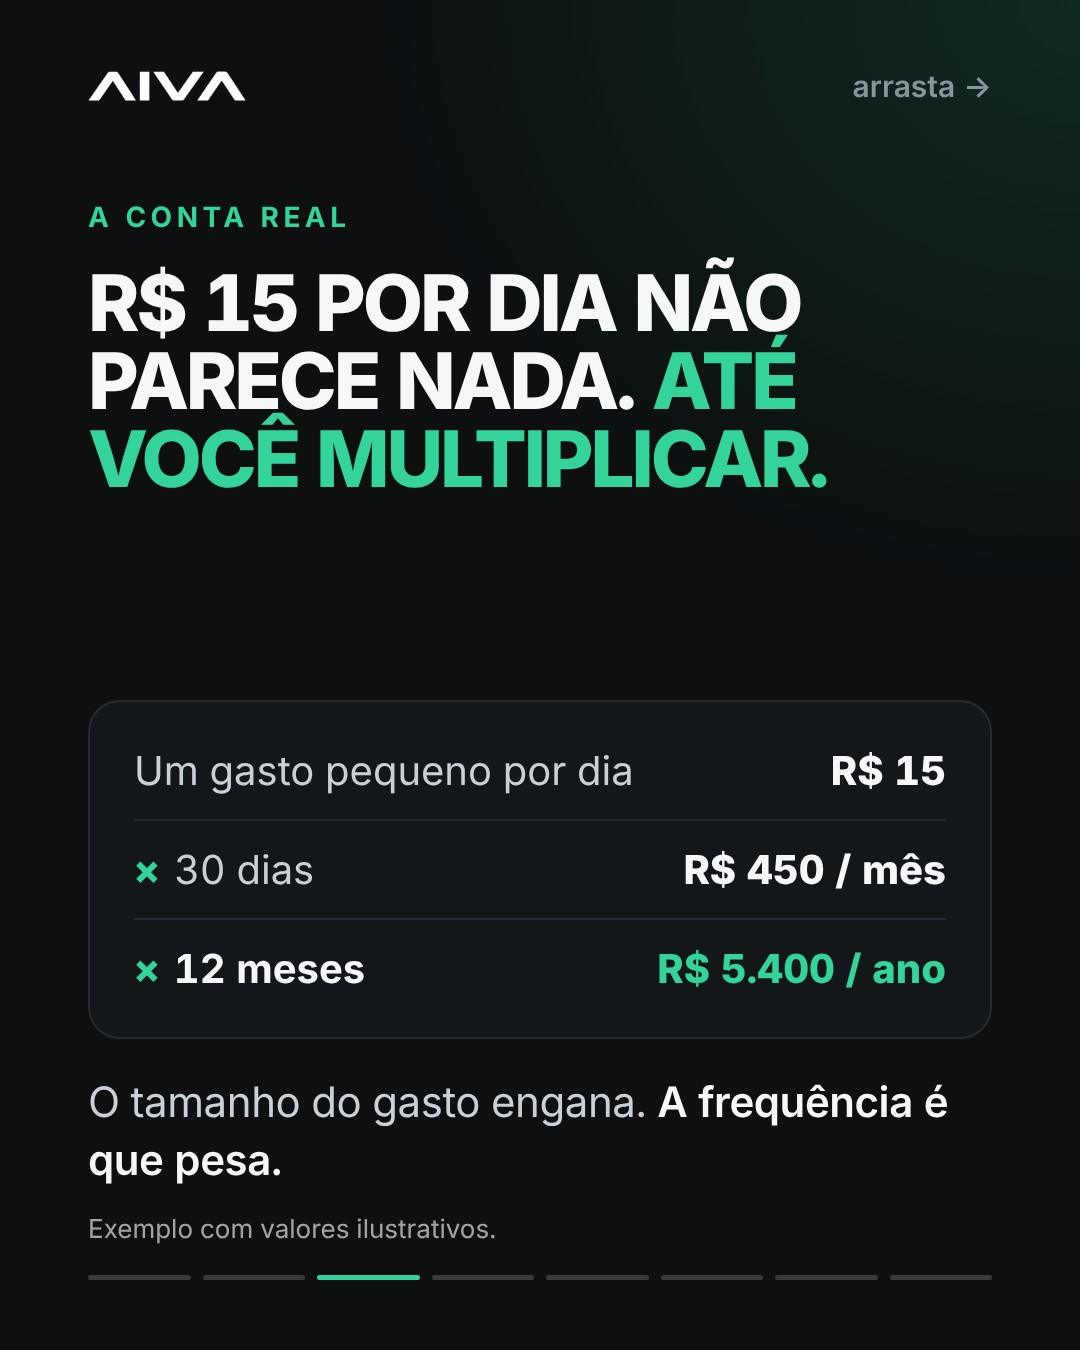 AIVA
arrasta →
A CONTA REAL
R$ 15 POR DIA NÃO
PARECE NADA. ATÉ
VOCÊ MULTIPLICAR.
Um gasto pequeno por dia R$ 15
× 30 dias R$ 450 / mês
× 12 meses R$ 5.400 / ano
O tamanho do gasto engana. A frequência é
que pesa.
Exemplo com valores ilustrativos.